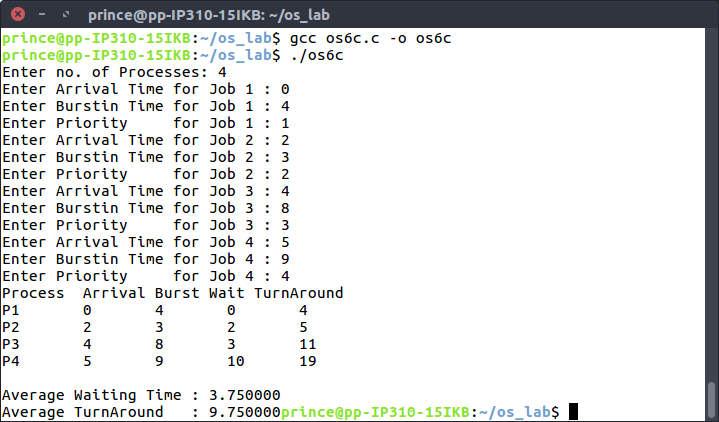 prince@pp-IP310-15IKB: ~/os_lab
prince@pp-IP310-15IKB:~/os_lab$ gcc os6c.c -o os6c
prince@pp-IP310-15IKB:~/os_lab$ ./os6c
Enter no. of Processes: 4
Enter Arrival Time for Job 1 : 0
Enter Burstin Time for Job 1 : 4
Enter Priority     for Job 1 : 1
Enter Arrival Time for Job 2 : 2
Enter Burstin Time for Job 2 : 3
Enter Priority     for Job 2 : 2
Enter Arrival Time for Job 3 : 4
Enter Burstin Time for Job 3 : 8
Enter Priority     for Job 3 : 3
Enter Arrival Time for Job 4 : 5
Enter Burstin Time for Job 4 : 9
Enter Priority     for Job 4 : 4
Process  Arrival Burst Wait TurnAround
P1       0       4       0       4
P2       2       3       2       5
P3       4       8       3       11
P4       5       9       10      19
Average Waiting Time : 3.750000
Average TurnAround   : 9.750000prince@pp-IP310-15IKB:~/os_lab$